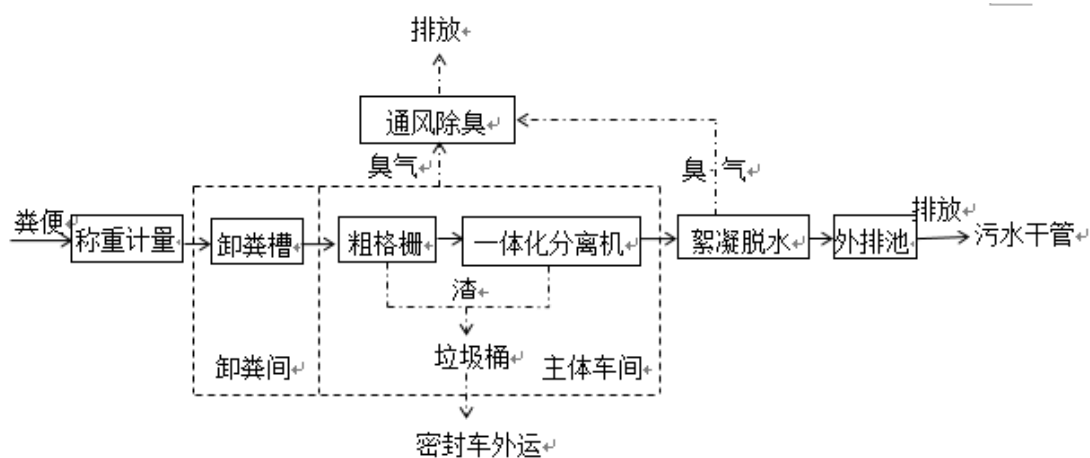 排放
通风除臭
臭气
臭气
粪便
称重计量
卸粪槽
粗格栅
一体化分离机
絮凝脱水
外排池
排放
污水干管
渣
垃圾桶
卸粪间
主体车间
密封车外运